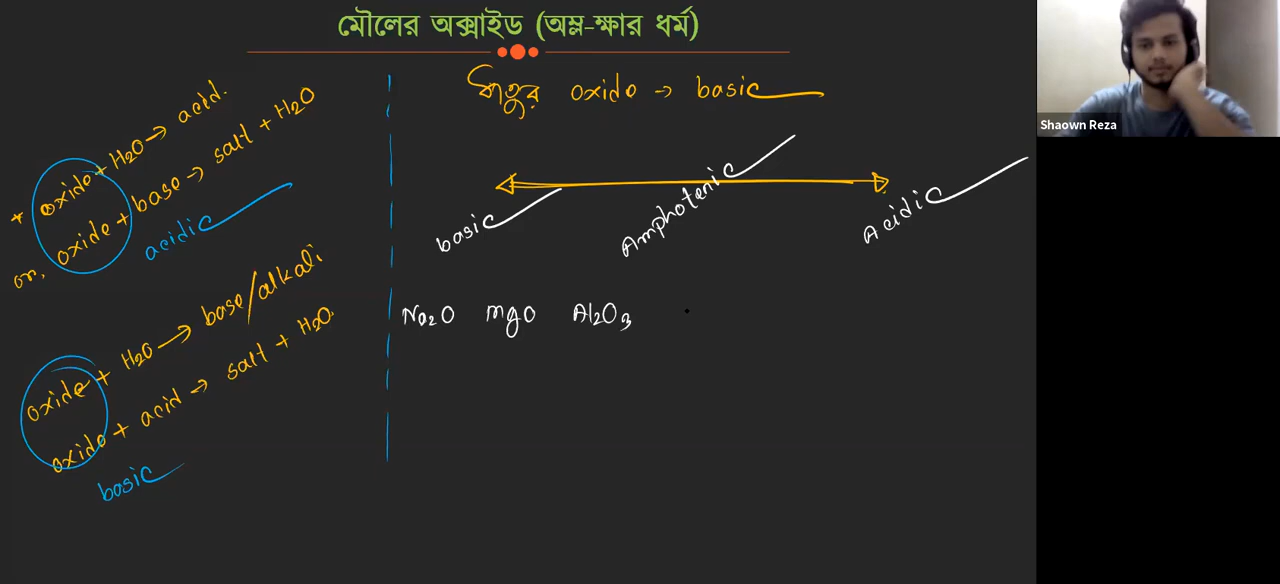 মৌলের অক্সাইড (অম্ল-ক্ষার ধর্ম)
* oxide + H₂O → acid.
or, oxide + base → salt + H₂O
acidic
oxide + H₂O → base/alkali
oxide + acid → salt + H₂O.
basic
ধাতুর oxide → basic
basic Amphoteric Acidic
Na₂O MgO Al₂O₃
Shaown Reza